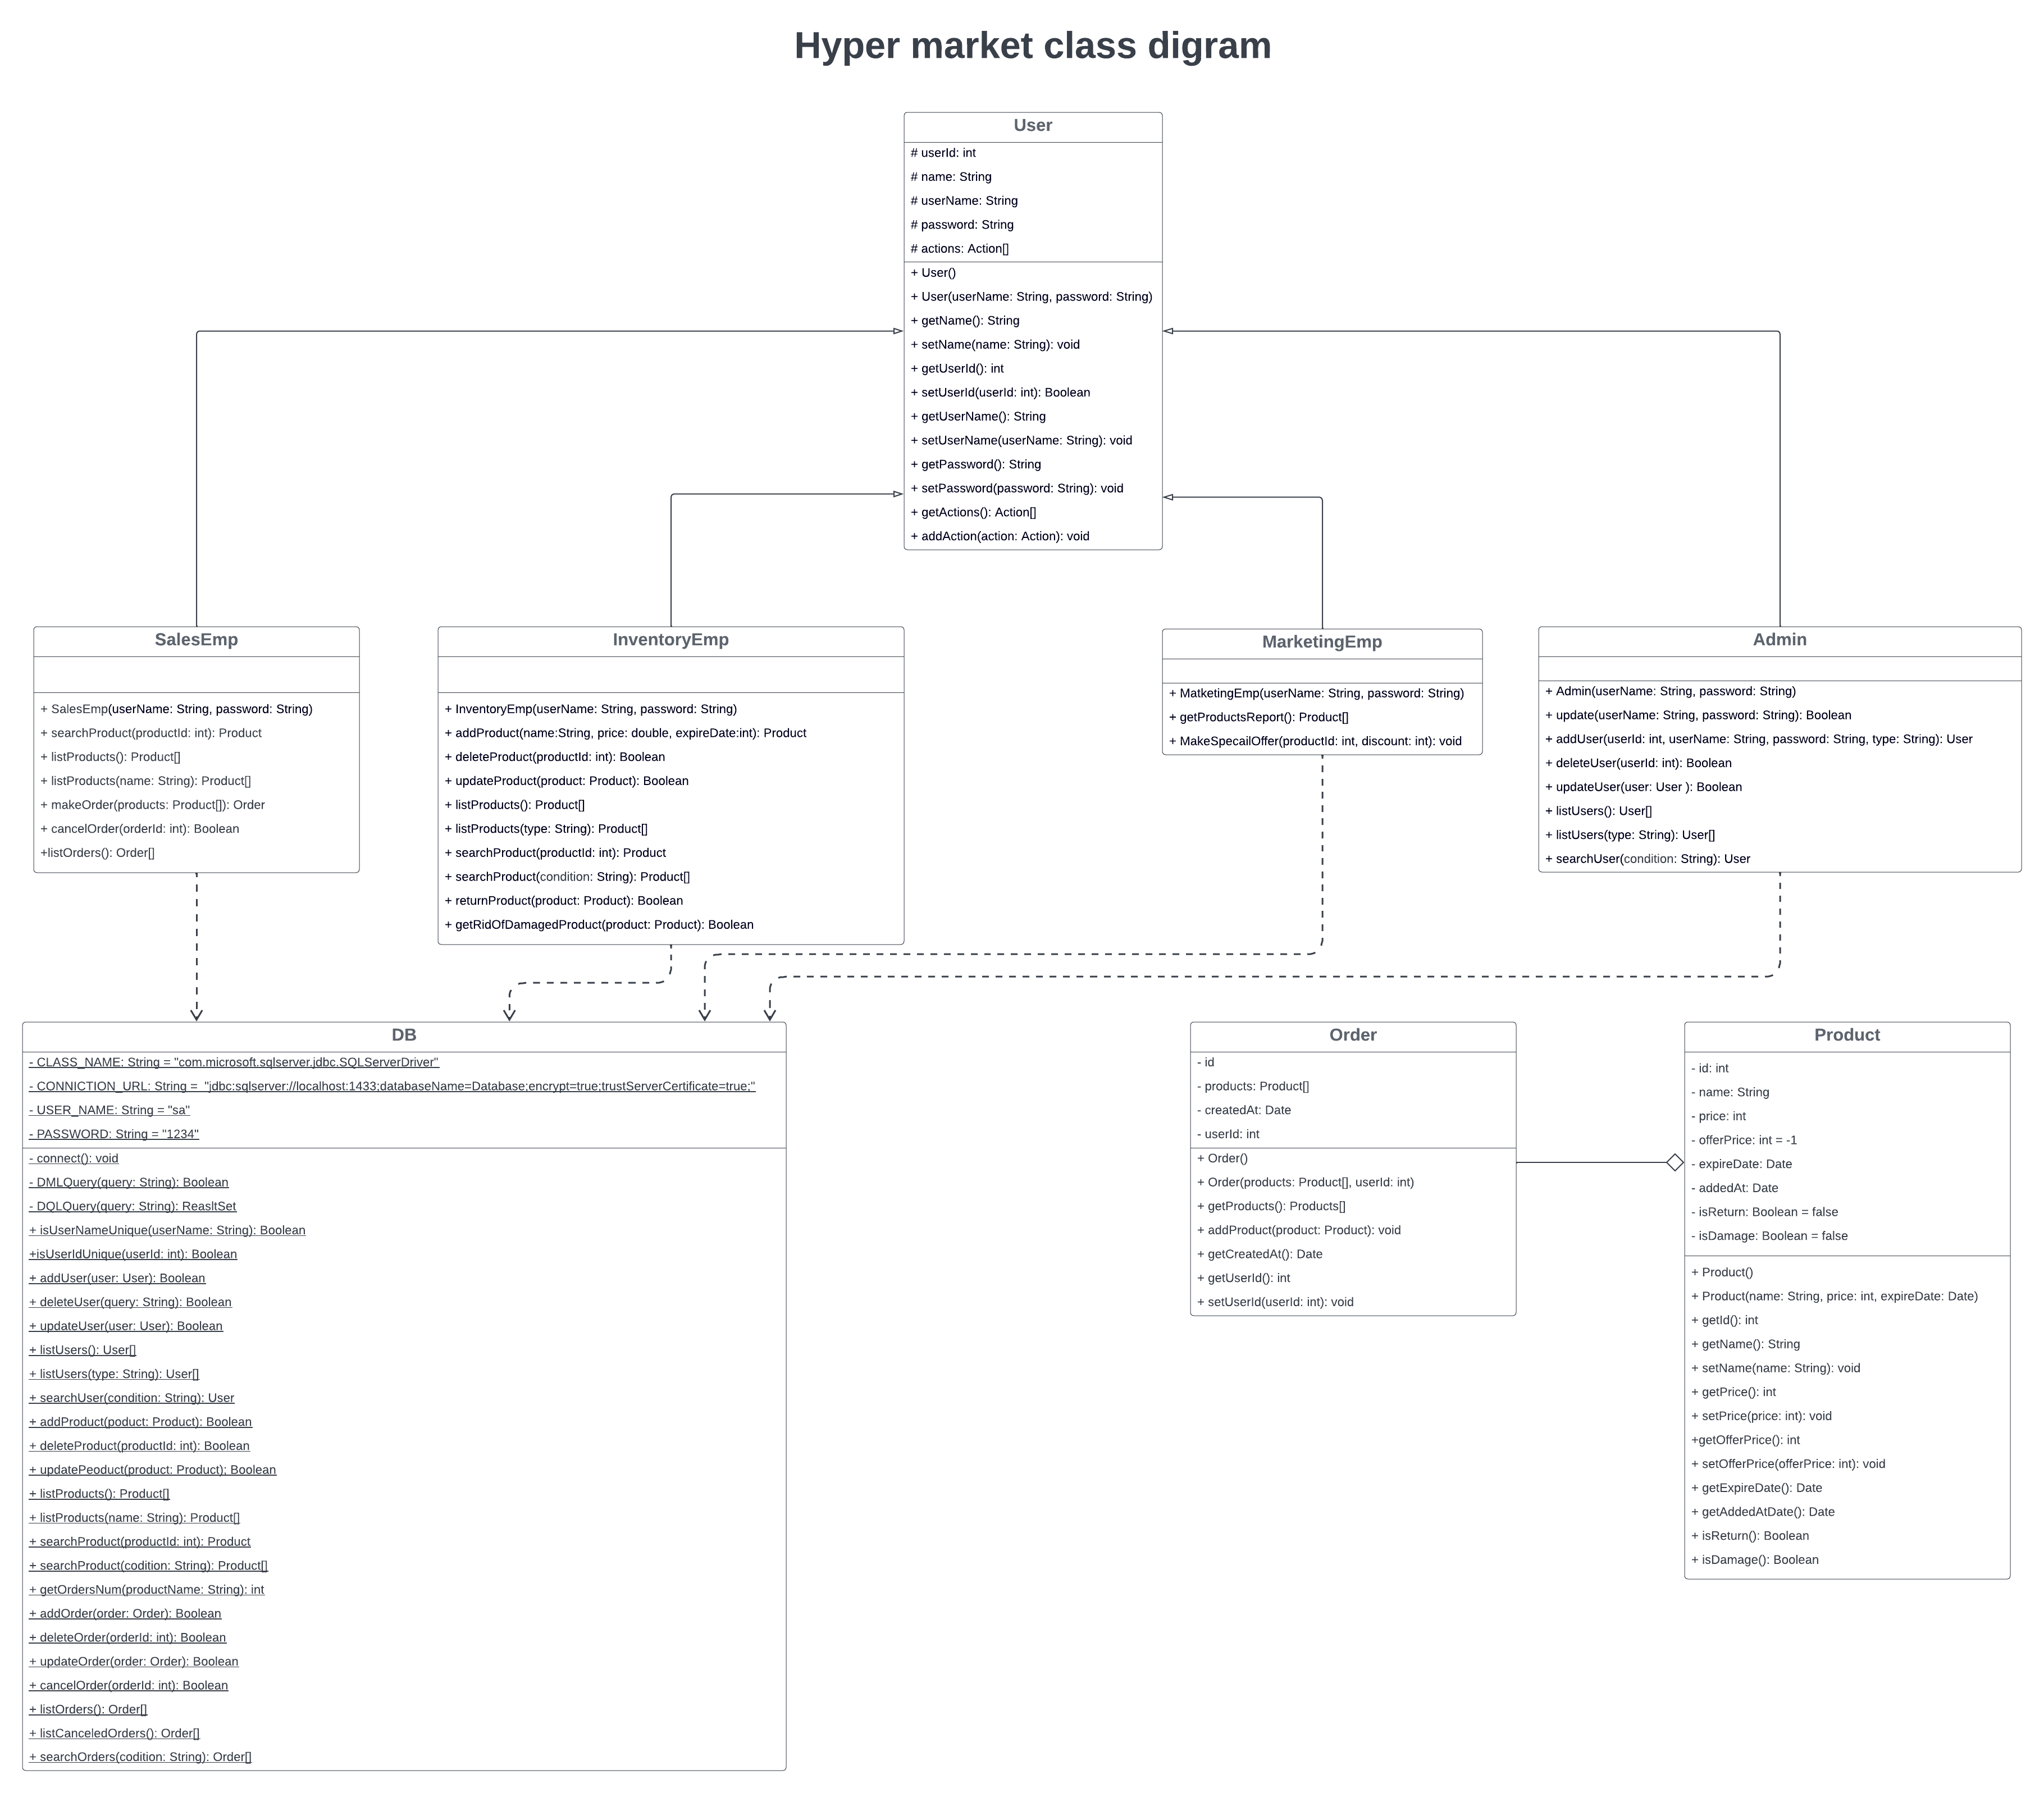 Hyper market class digram
User
# userId: int
# name: String
# userName: String
# password: String
# actions: Action[]
+ User()
+ User(userName: String, password: String)
+ getName(): String
+ setName(name: String): void
+ getUserId(): int
+ setUserId(userId: int): Boolean
+ getUserName(): String
+ setUserName(userName: String): void
+ getPassword(): String
+ setPassword(password: String): void
+ getActions(): Action[]
+ addAction(action: Action): void
SalesEmp
+ SalesEmp(userName: String, password: String)
+ searchProduct(productId: int): Product
+ listProducts(): Product[]
+ listProducts(name: String): Product[]
+ makeOrder(products: Product[]): Order
+ cancelOrder(orderId: int): Boolean
+listOrders(): Order[]
InventoryEmp
+ InventoryEmp(userName: String, password: String)
+ addProduct(name:String, price: double, expireDate:int): Product
+ deleteProduct(productId: int): Boolean
+ updateProduct(product: Product): Boolean
+ listProducts(): Product[]
+ listProducts(type: String): Product[]
+ searchProduct(productId: int): Product
+ searchProduct(condition: String): Product[]
+ returnProduct(product: Product): Boolean
+ getRidOfDamagedProduct(product: Product): Boolean
MarketingEmp
+ MatketingEmp(userName: String, password: String)
+ getProductsReport(): Product[]
+ MakeSpecailOffer(productId: int, discount: int): void
Admin
+ Admin(userName: String, password: String)
+ update(userName: String, password: String): Boolean
+ addUser(userId: int, userName: String, password: String, type: String): User
+ deleteUser(userId: int): Boolean
+ updateUser(user: User ): Boolean
+ listUsers(): User[]
+ listUsers(type: String): User[]
+ searchUser(condition: String): User
DB
- CLASS_NAME: String = "com.microsoft.sqlserver.jdbc.SQLServerDriver"
- CONNICTION_URL: String =  "jdbc:sqlserver://localhost:1433;databaseName=Database;encrypt=true;trustServerCertificate=true;"
- USER_NAME: String = "sa"
- PASSWORD: String = "1234"
- connect(): void
- DMLQuery(query: String): Boolean
- DQLQuery(query: String): ReasltSet
+ isUserNameUnique(userName: String): Boolean
+isUserIdUnique(userId: int): Boolean
+ addUser(user: User): Boolean
+ deleteUser(query: String): Boolean
+ updateUser(user: User): Boolean
+ listUsers(): User[]
+ listUsers(type: String): User[]
+ searchUser(condition: String): User
+ addProduct(poduct: Product): Boolean
+ deleteProduct(productId: int): Boolean
+ updatePeoduct(product: Product); Boolean
+ listProducts(): Product[]
+ listProducts(name: String): Product[]
+ searchProduct(productId: int): Product
+ searchProduct(codition: String): Product[]
+ getOrdersNum(productName: String): int
+ addOrder(order: Order): Boolean
+ deleteOrder(orderId: int): Boolean
+ updateOrder(order: Order): Boolean
+ cancelOrder(orderId: int): Boolean
+ listOrders(): Order[]
+ listCanceledOrders(): Order[]
+ searchOrders(codition: String): Order[]
Order
- id
- products: Product[]
- createdAt: Date
- userId: int
+ Order()
+ Order(products: Product[], userId: int)
+ getProducts(): Products[]
+ addProduct(product: Product): void
+ getCreatedAt(): Date
+ getUserId(): int
+ setUserId(userId: int): void
Product
- id: int
- name: String
- price: int
- offerPrice: int = -1
- expireDate: Date
- addedAt: Date
- isReturn: Boolean = false
- isDamage: Boolean = false
+ Product()
+ Product(name: String, price: int, expireDate: Date)
+ getId(): int
+ getName(): String
+ setName(name: String): void
+ getPrice(): int
+ setPrice(price: int): void
+getOfferPrice(): int
+ setOfferPrice(offerPrice: int): void
+ getExpireDate(): Date
+ getAddedAtDate(): Date
+ isReturn(): Boolean
+ isDamage(): Boolean